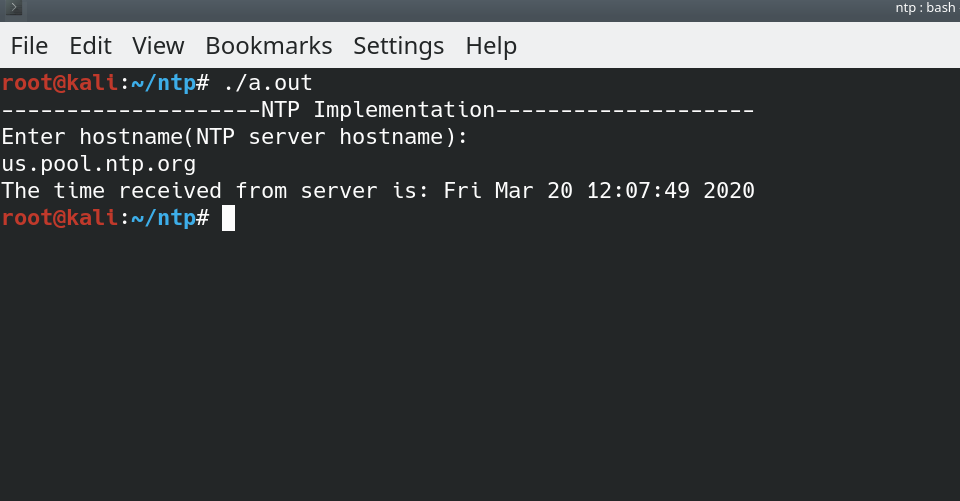 ntp : bash
File Edit View Bookmarks Settings Help
root@kali:~/ntp# ./a.out
--------------------NTP Implementation--------------------
Enter hostname(NTP server hostname):
us.pool.ntp.org
The time received from server is: Fri Mar 20 12:07:49 2020
root@kali:~/ntp#